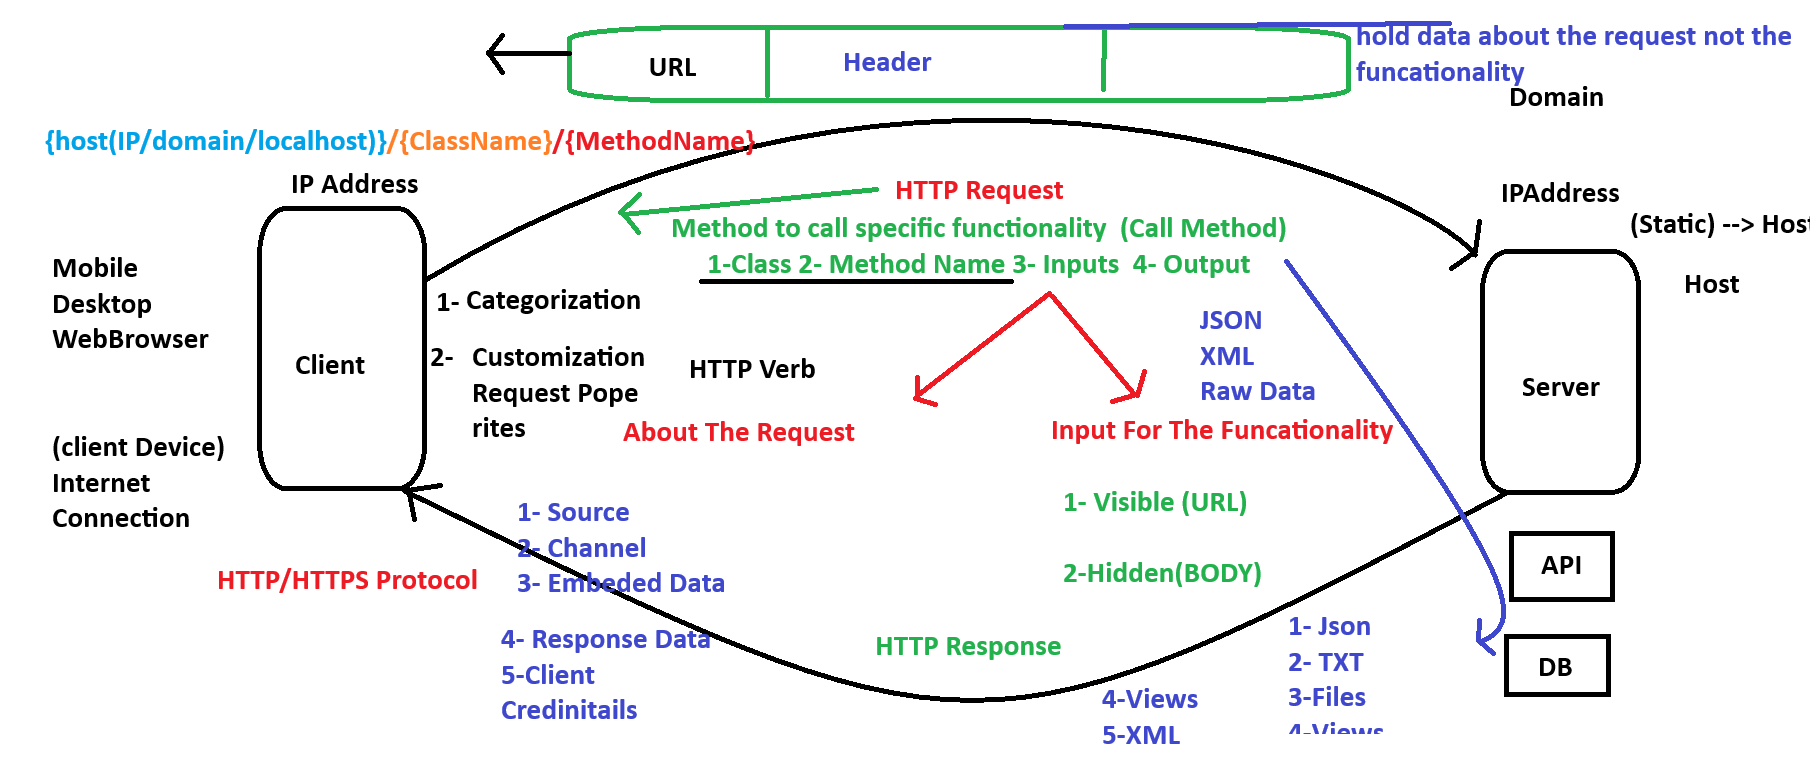 URL
Header
hold data about the request not the
funcationality
Domain
{host(IP/domain/localhost)}/{ClassName}/{MethodName}
IP Address
HTTP Request
IPAddress
Method to call specific functionality (Call Method)
(Static) --> Host
1-Class 2- Method Name 3- Inputs 4- Output
Mobile
Desktop
WebBrowser
Host
1- Categorization
2- Customization
Request Pope
rites
HTTP Verb
JSON
XML
Raw Data
Client
Server
About The Request
Input For The Funcationality
(client Device)
Internet
Connection
1- Source
2- Channel
3- Embeded Data
1- Visible (URL)
2-Hidden(BODY)
HTTP/HTTPS Protocol
API
4- Response Data
5-Client
Credinitails
HTTP Response
1- Json
2- TXT
3-Files
4-Views
DB
4-Views
5-XML